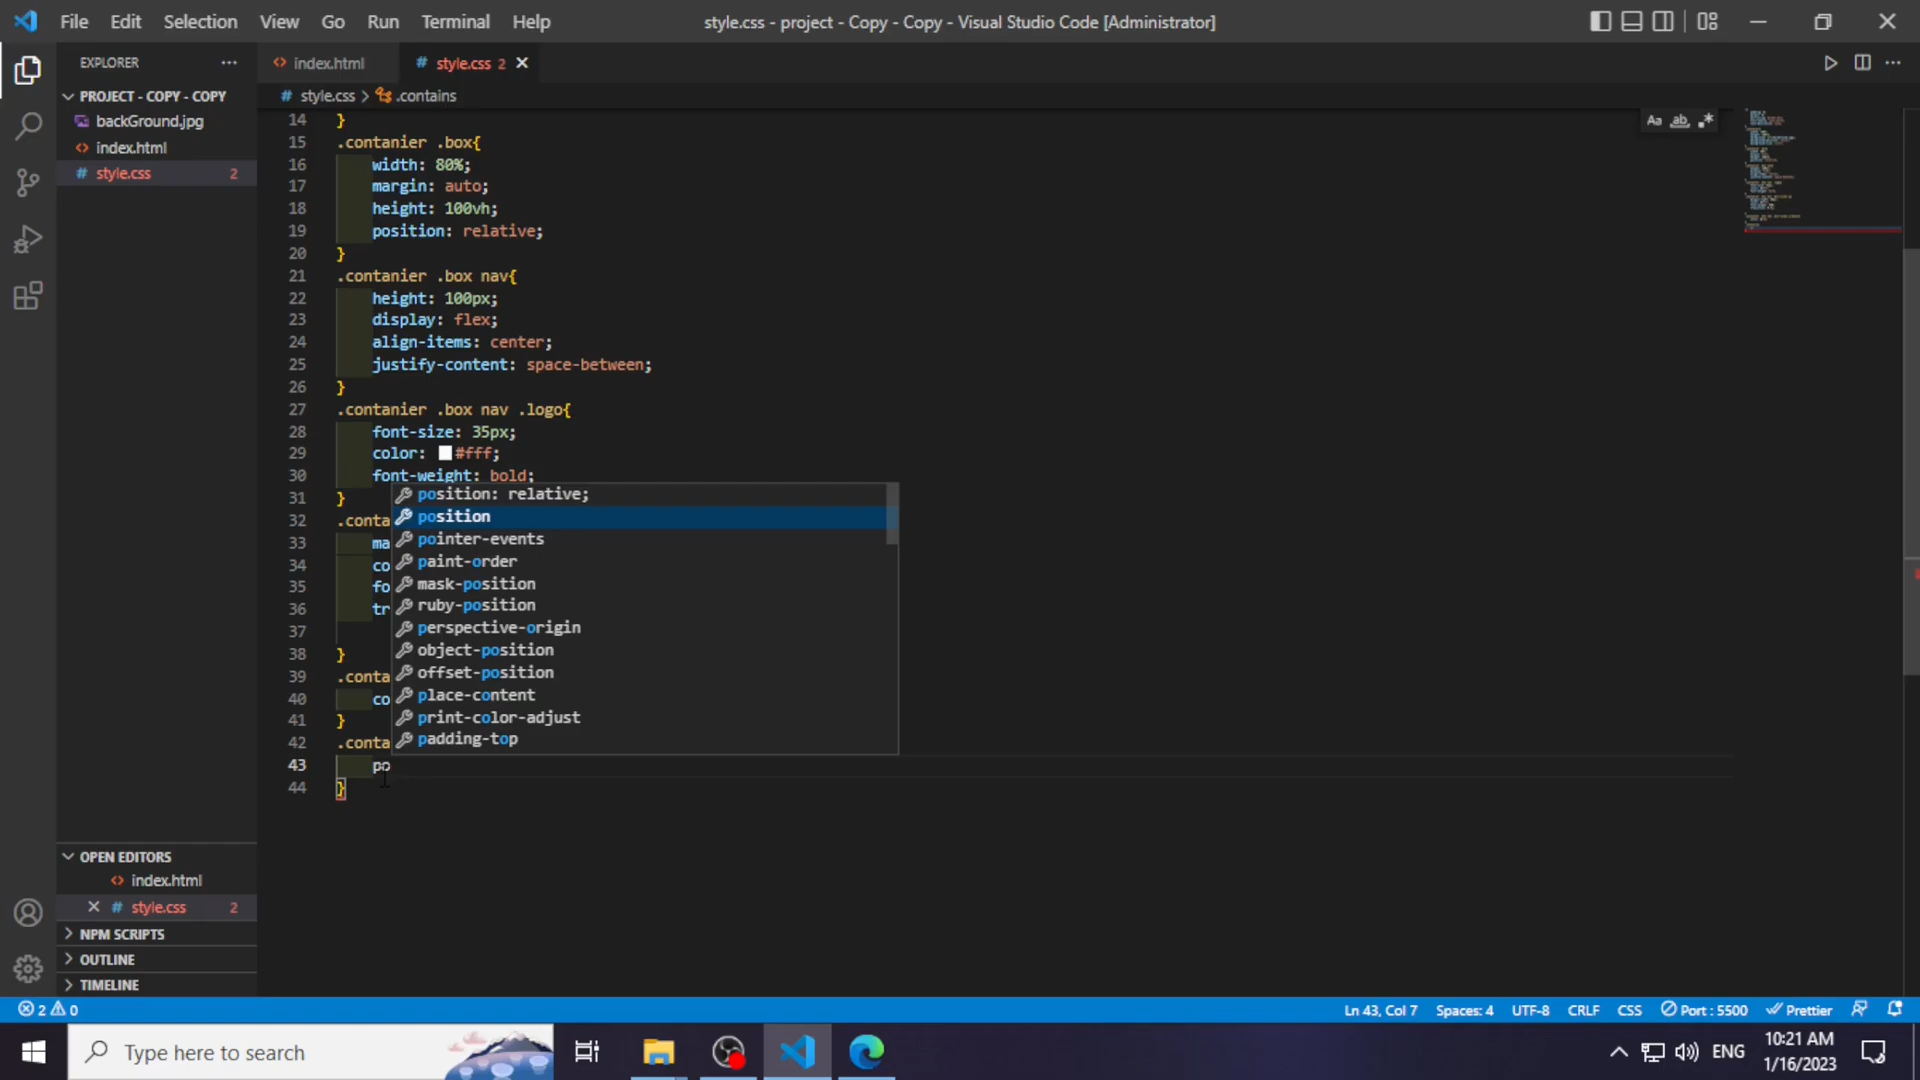 File Edit Selection View Go Run Terminal Help
style.css - project - Copy - Copy - Visual Studio Code [Administrator]
EXPLORER
PROJECT - COPY - COPY
backGround.jpg
<> index.html
# style.css 2
OPEN EDITORS
<> index.html
# style.css 2
NPM SCRIPTS
OUTLINE
TIMELINE
<> index.html
# style.css 2
# style.css > .contains
Aa ab .*
14 }
15 .contanier .box{
16 width: 80%;
17 margin: auto;
18 height: 100vh;
19 position: relative;
20 }
21 .contanier .box nav{
22 height: 100px;
23 display: flex;
24 align-items: center;
25 justify-content: space-between;
26 }
27 .contanier .box nav .logo{
28 font-size: 35px;
29 color: #fff;
30 font-weight: bold;
31 }
32 .conta
33 ma
34 co
35 fo
36 tr
37
38 }
39 .conta
40 co
41 }
42 .conta
43 po
44 }
position: relative;
position
pointer-events
paint-order
mask-position
ruby-position
perspective-origin
object-position
offset-position
place-content
print-color-adjust
padding-top
2 0
Ln 43, Col 7 Spaces: 4 UTF-8 CRLF CSS Port : 5500 Prettier
Type here to search
ENG
10:21 AM
1/16/2023